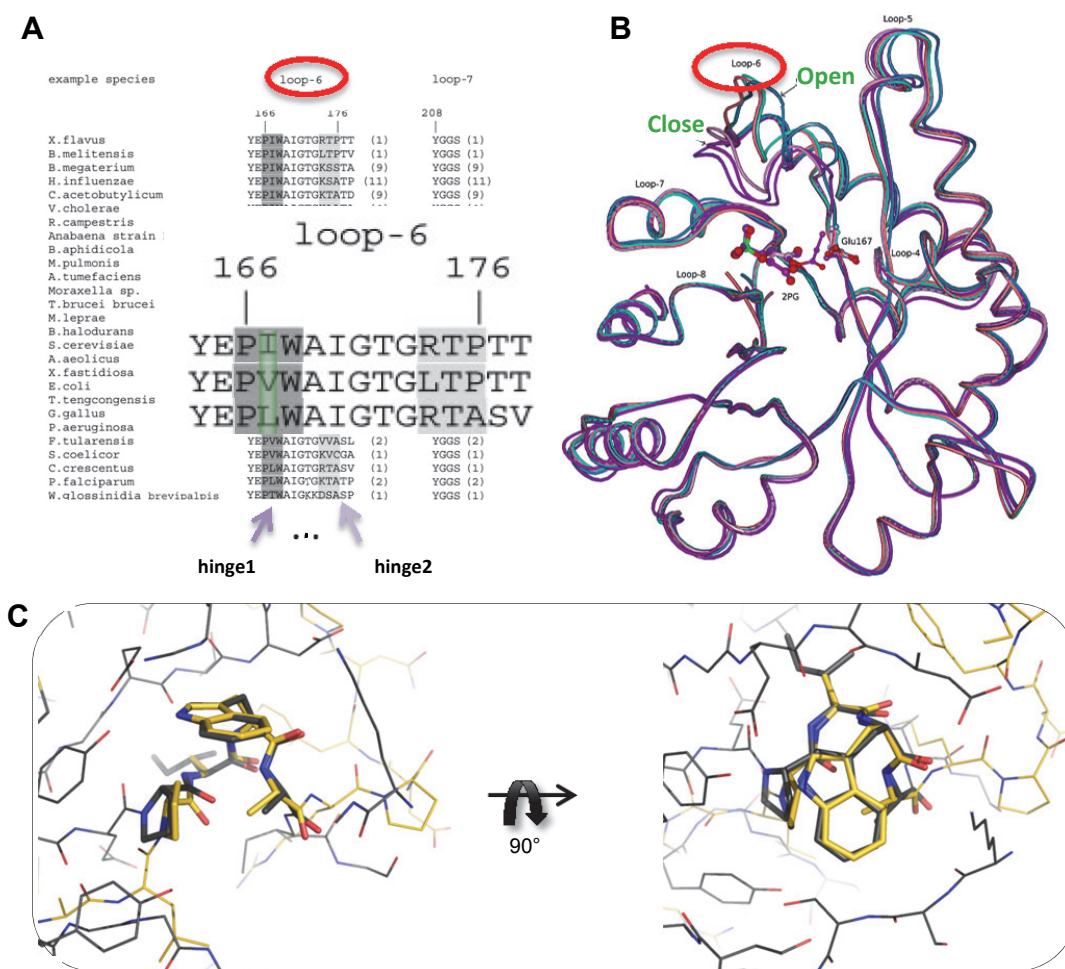 A
example species loop-6 loop-7
166 176 208
X.flavus YEPIWAIGTGRTPTT (1) YGGS (1)
B.melitensis YEPIWAIGTGLTPTV (1) YGGS (1)
B.megaterium YEPIWAIGTGKSSTA (9) YGGS (9)
H.influenzae YEPIWAIGTGKSATP (11) YGGS (11)
C.acetobutylicum YEPIWAIGTGKTATD (9) YGGS (9)
V.cholerae
R.campestris
Anabaena strain
B.aphidicola
M.pulmonis
A.tumefaciens
Moraxella sp.
T.brucei brucei
M.leprae
B.halodurans
S.cerevisiae
A.aeolicus
X.fastidiosa
E.coli
T.tengcongensis
G.gallus
P.aeruginosa
loop-6
166 176
YEPIWAIGTGRTPTT
YEPVWAIGTGLTPTT
YEPLWAIGTGRTASV
F.tularensis YEPVWAIGTGVVASL (2) YGGS (2)
S.coelicor YEPVWAIGTGKVCGA (1) YGGS (1)
C.crescentus YEPLWAIGTGRTASV (1) YGGS (1)
P.falciparum YEPLWAIGTGKTATP (2) YGGS (2)
W.glossinidia brevipalpis YEPTWAIGKKDSASP (1) YGGS (1)
...
hinge1 hinge2
B
Loop-5
Loop-6
Open
Close
Loop-7
Glu167
Loop-4
Loop-8
2PG
C
90°